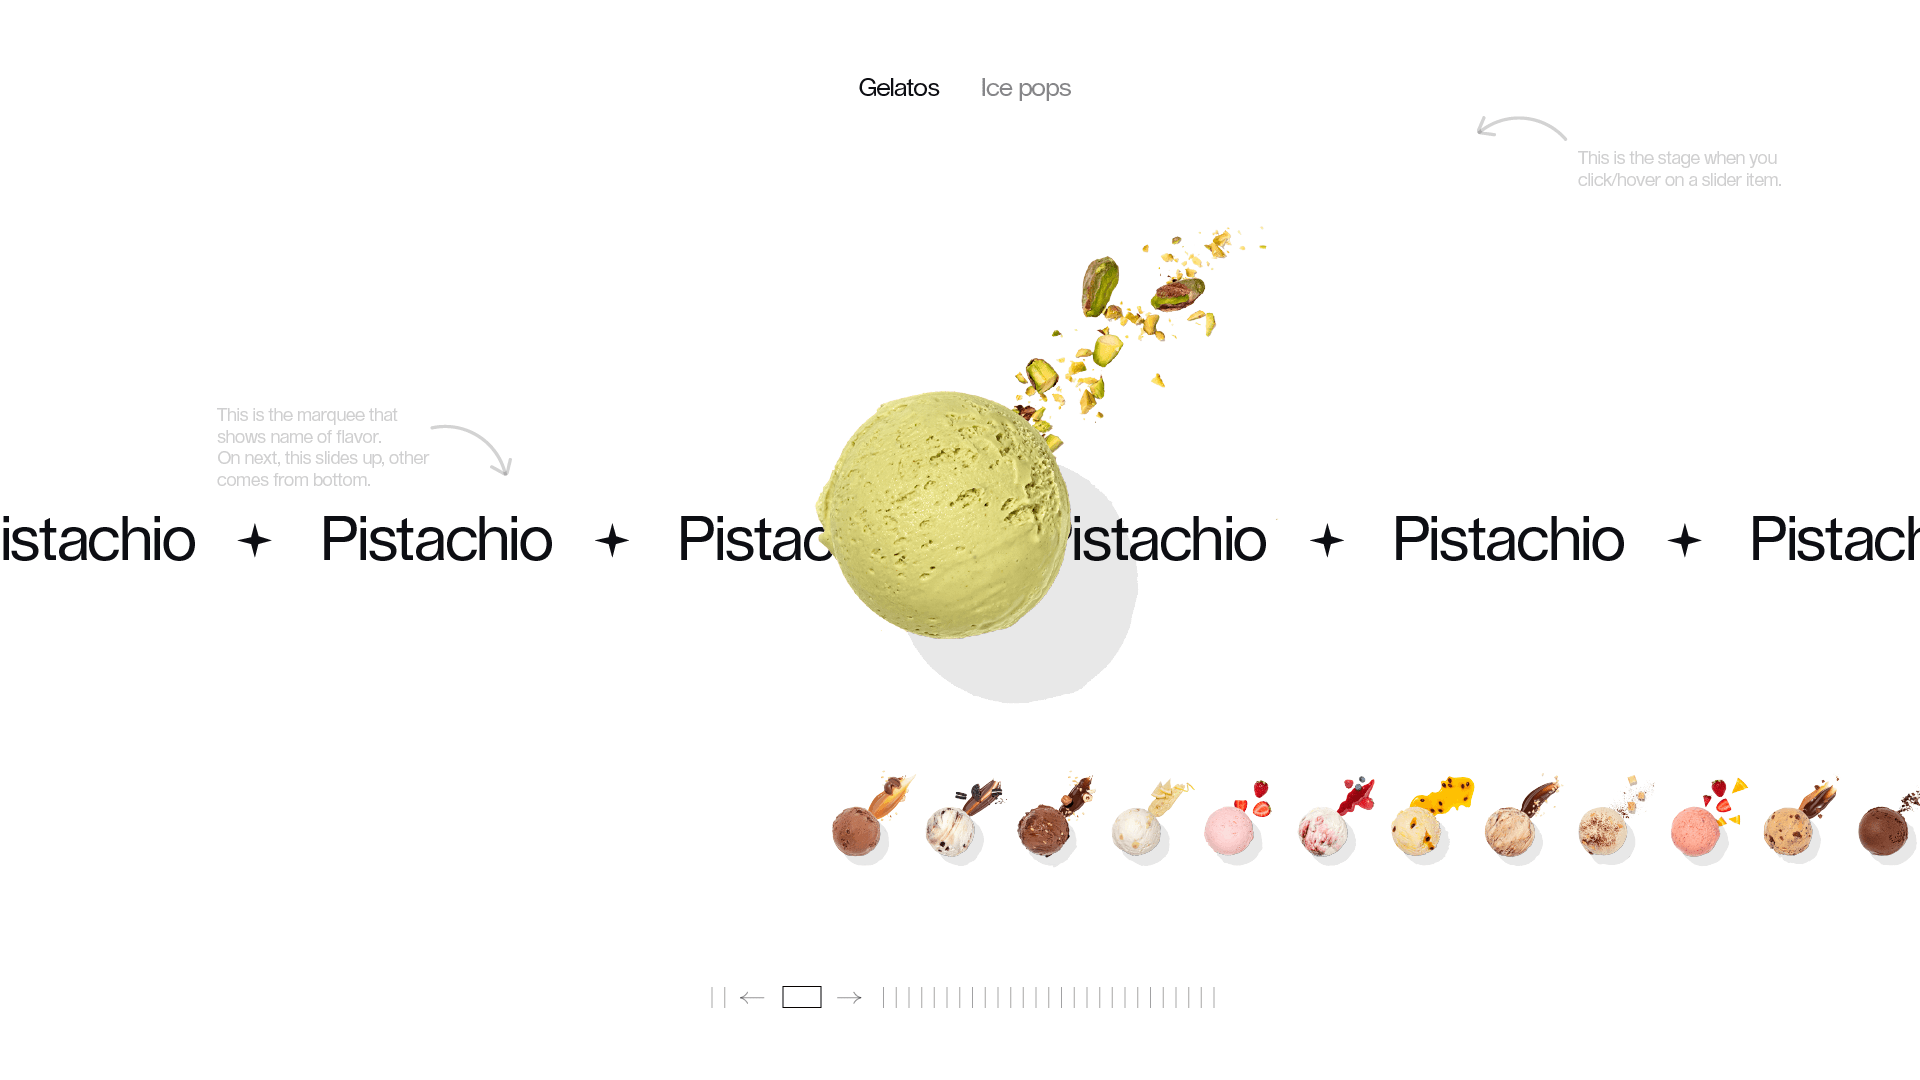 Gelatos Ice pops
This is the stage when you
click/hover on a slider item.
This is the marquee that
shows name of flavor.
On next, this slides up, other
comes from bottom.
istachio Pistachio Pistac istachio Pistachio Pistach